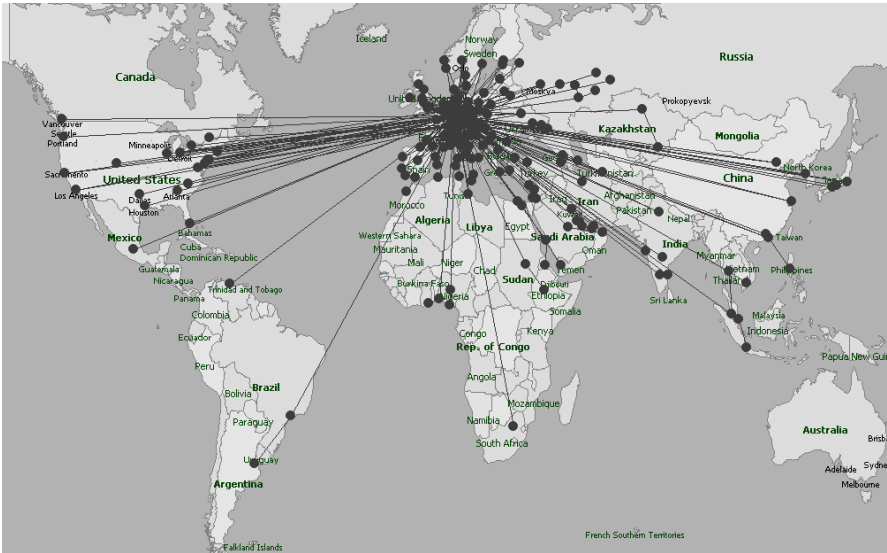 Iceland
Norway
Sweden
Russia
Canada
Oslo
Prokopyevsk
Vancouver
Seattle
Portland
Minneapolis
Detroit
Kazakhstan
Mongolia
North Korea
China
Sacramento
United States
Los Angeles
Dallas
Atlanta
Houston
Turkey
Turkmenistan
Afghanistan
Iran
Pakistan
Nepal
Morocco
Algeria
Libya
Egypt
Kuwait
Saudi Arabia
India
Mexico
Bahamas
Cuba
Dominican Republic
Western Sahara
Mauritania
Oman
Taiwan
Myanmar
Guatemala
Nicaragua
Mali
Niger
Chad
Sudan
Yemen
Djibouti
Ethiopia
Vietnam
Philippines
Panama
Trinidad and Tobago
Burkina Faso
Nigeria
Somalia
Sri Lanka
Colombia
Malaysia
Ecuador
Congo
Kenya
Indonesia
Rep. of Congo
Papua New Gui
Peru
Angola
Brazil
Bolivia
Mozambique
Paraguay
Namibia
South Africa
Australia
Brisb
Uruguay
Adelaide
Sydne
Melbourne
Argentina
French Southern Territories
Falkland Islands